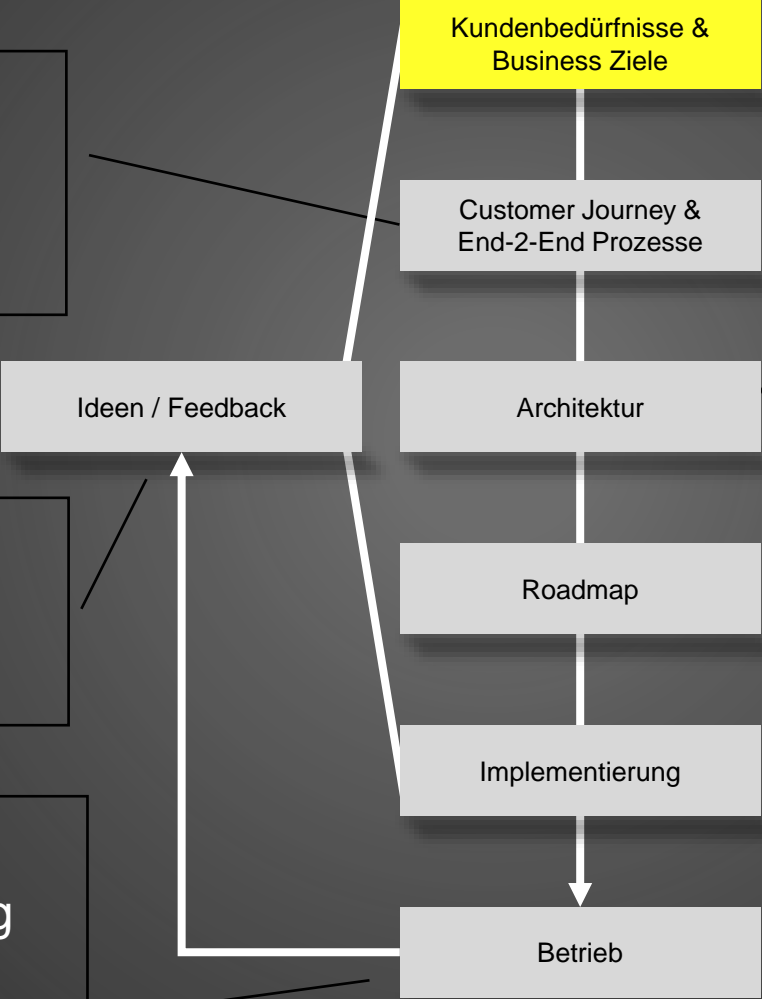 Kundenbedürfnisse &
Business Ziele
Customer Journey &
End-2-End Prozesse
Ideen / Feedback
Architektur
Roadmap
Implementierung
g
Betrieb